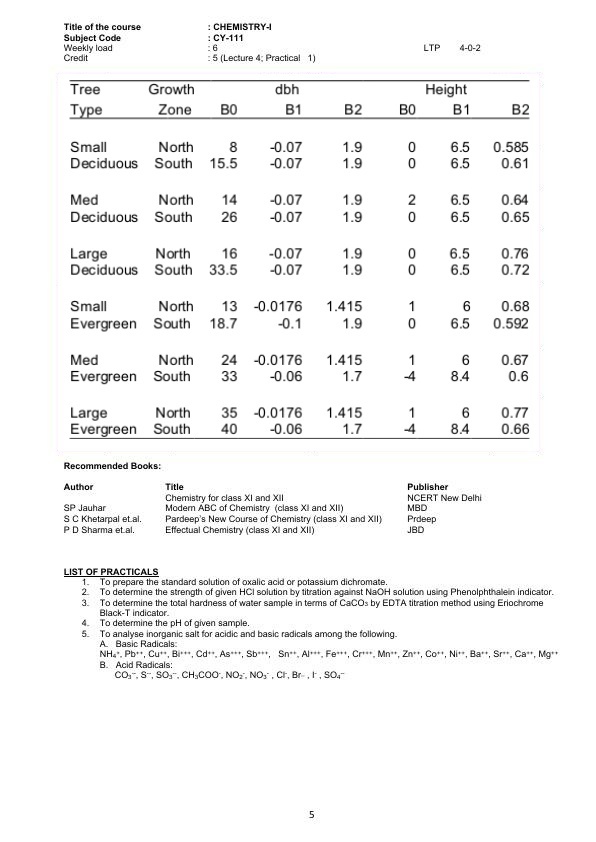 Title of the course : CHEMISTRY-I
Subject Code : CY-111
Weekly load : 6 LTP 4-0-2
Credit : 5 (Lecture 4; Practical 1)
Tree Growth dbh Height
Type Zone B0 B1 B2 B0 B1 B2
Small North 8 -0.07 1.9 0 6.5 0.585
Deciduous South 15.5 -0.07 1.9 0 6.5 0.61
Med North 14 -0.07 1.9 2 6.5 0.64
Deciduous South 26 -0.07 1.9 0 6.5 0.65
Large North 16 -0.07 1.9 0 6.5 0.76
Deciduous South 33.5 -0.07 1.9 0 6.5 0.72
Small North 13 -0.0176 1.415 1 6 0.68
Evergreen South 18.7 -0.1 1.9 0 6.5 0.592
Med North 24 -0.0176 1.415 1 6 0.67
Evergreen South 33 -0.06 1.7 -4 8.4 0.6
Large North 35 -0.0176 1.415 1 6 0.77
Evergreen South 40 -0.06 1.7 -4 8.4 0.66
Recommended Books:
Author Title Publisher
Chemistry for class XI and XII NCERT New Delhi
SP Jauhar Modern ABC of Chemistry (class XI and XII) MBD
S C Khetarpal et.al. Pardeep's New Course of Chemistry (class XI and XII) Prdeep
P D Sharma et.al. Effectual Chemistry (class XI and XII) JBD
LIST OF PRACTICALS
1. To prepare the standard solution of oxalic acid or potassium dichromate.
2. To determine the strength of given HCl solution by titration against NaOH solution using Phenolphthalein indicator.
3. To determine the total hardness of water sample in terms of CaCO₃ by EDTA titration method using Eriochrome
Black-T indicator.
4. To determine the pH of given sample.
5. To analyse inorganic salt for acidic and basic radicals among the following.
A. Basic Radicals:
NH₄⁺, Pb⁺⁺, Cu⁺⁺, Bi⁺⁺⁺, Cd⁺⁺, As⁺⁺⁺, Sb⁺⁺⁺, Sn⁺⁺, Al⁺⁺⁺, Fe⁺⁺⁺, Cr⁺⁺⁺, Mn⁺⁺, Zn⁺⁺, Co⁺⁺, Ni⁺⁺, Ba⁺⁺, Sr⁺⁺, Ca⁺⁺, Mg⁺⁺
B. Acid Radicals:
CO₃⁻⁻, S⁻⁻, SO₃⁻⁻, CH₃COO⁻, NO₂⁻, NO₃⁻ , Cl⁻, Br⁻ , I⁻ , SO₄⁻⁻
5